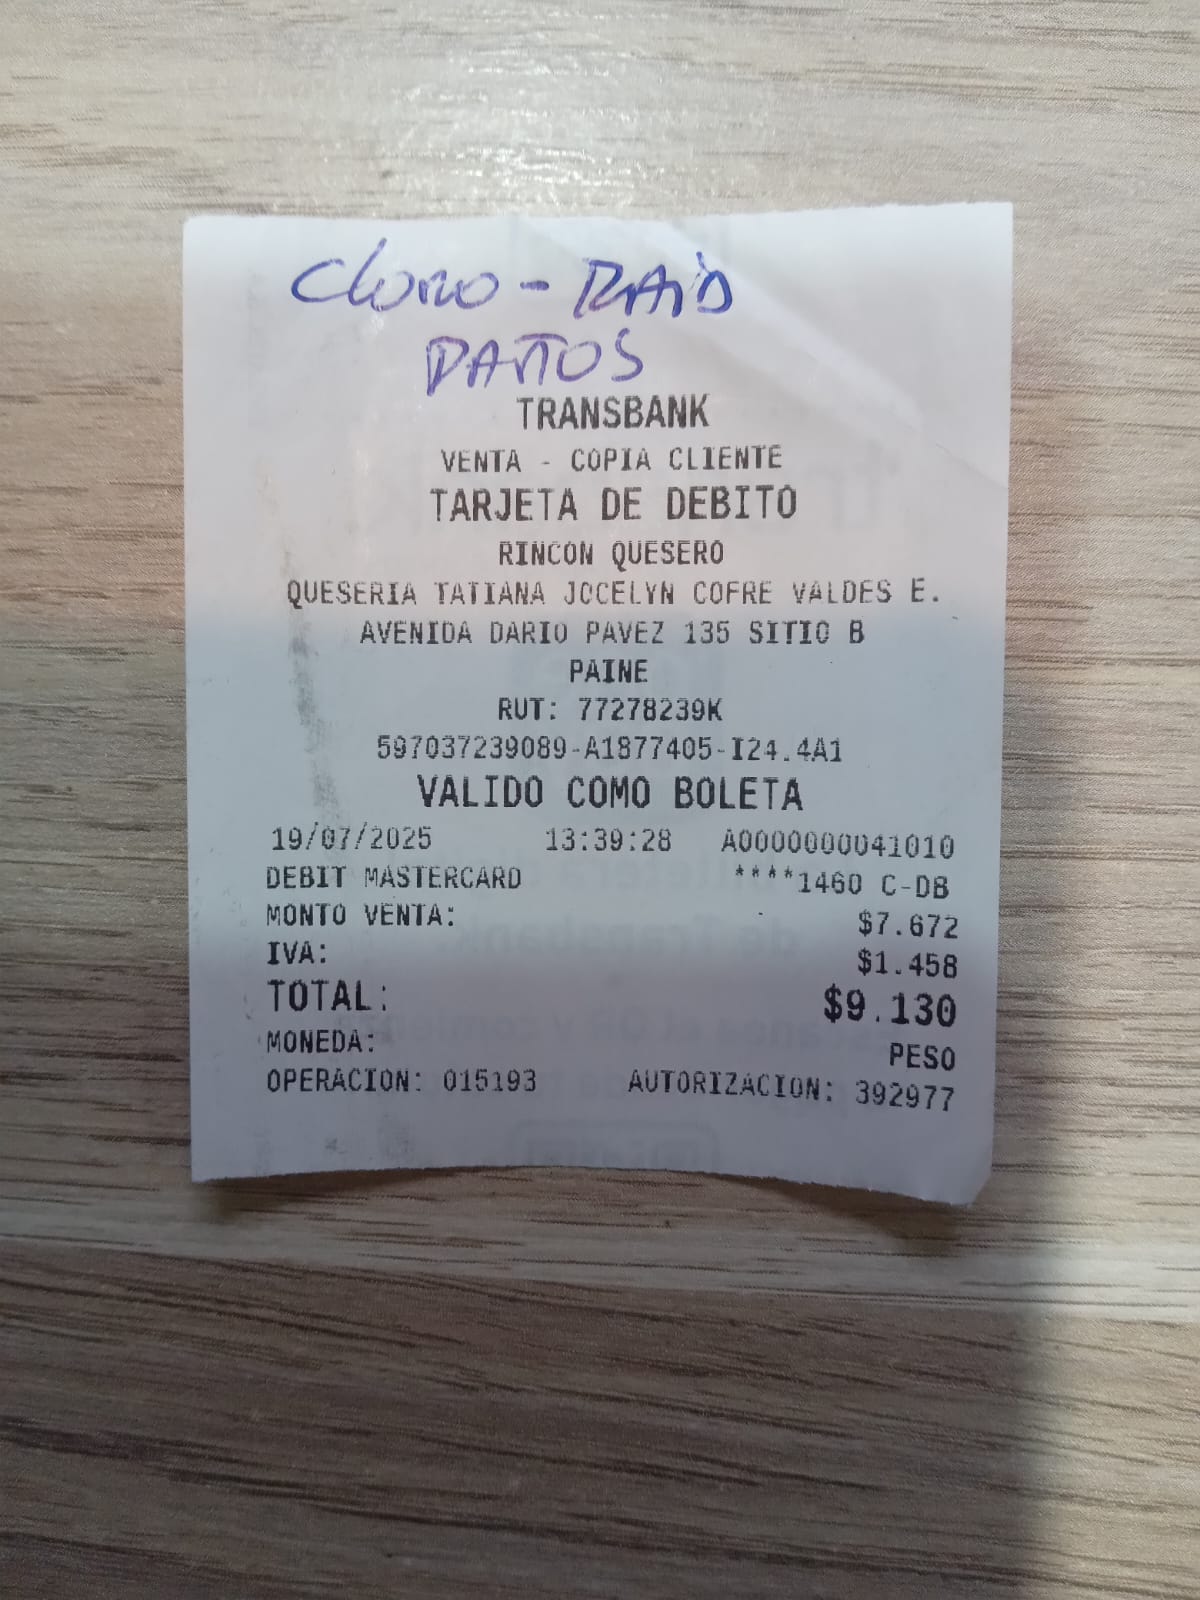 Cloro - RAID
PAÑOS
TRANSBANK
VENTA - COPIA CLIENTE
TARJETA DE DEBITO
RINCON QUESERO
QUESERIA TATIANA JOCELYN COFRE VALDES E.
AVENIDA DARIO PAVEZ 135 SITIO B
PAINE
RUT: 77278239K
597037239089-A1877405-I24.4A1
VALIDO COMO BOLETA
19/07/2025 13:39:28 A0000000041010
DEBIT MASTERCARD ****1460 C-DB
MONTO VENTA: $7.672
IVA: $1.458
TOTAL: $9.130
MONEDA: PESO
OPERACION: 015193 AUTORIZACION: 392977